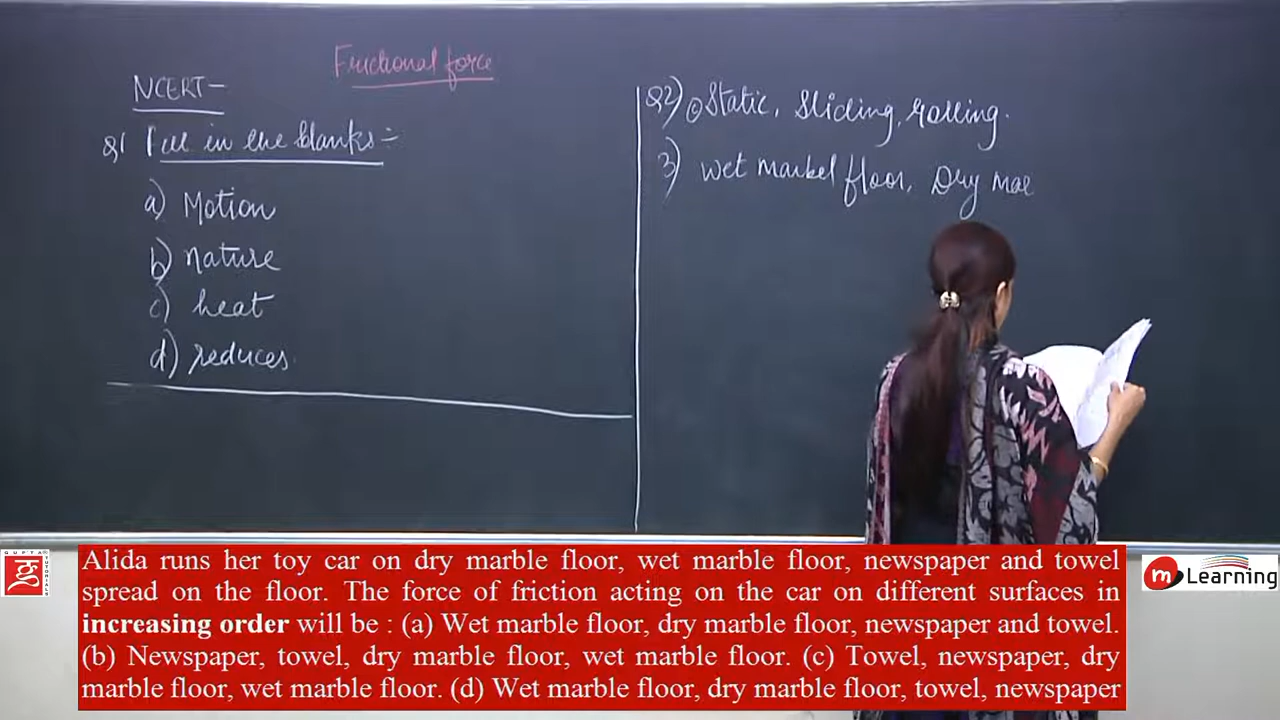 Frictional force
NCERT-
Q1 Fill in the blanks:-
a) Motion
b) nature
c) heat
d) reduces.
Q2) (c) Static, Sliding, rolling.
3) Wet marbel floor, Dry mar
Alida runs her toy car on dry marble floor, wet marble floor, newspaper and towel
spread on the floor. The force of friction acting on the car on different surfaces in
increasing order will be : (a) Wet marble floor, dry marble floor, newspaper and towel.
(b) Newspaper, towel, dry marble floor, wet marble floor. (c) Towel, newspaper, dry
marble floor, wet marble floor. (d) Wet marble floor, dry marble floor, towel, newspaper
GUPTA
TUTORIALS
m Learning